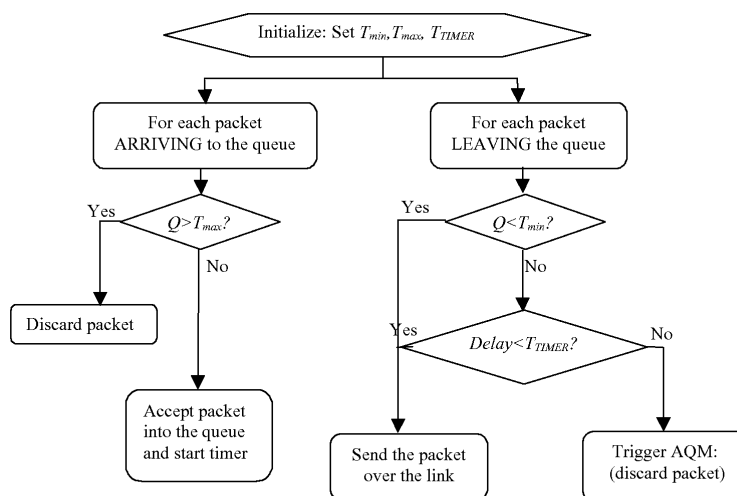 Initialize: Set Tmin,Tmax, TTIMER
For each packet
ARRIVING to the queue
For each packet
LEAVING the queue
Yes
Q>Tmax?
No
Yes
Q<Tmin?
No
Discard packet
Yes
Delay<TTIMER?
No
Accept packet
into the queue
and start timer
Send the packet
over the link
Trigger AQM:
(discard packet)